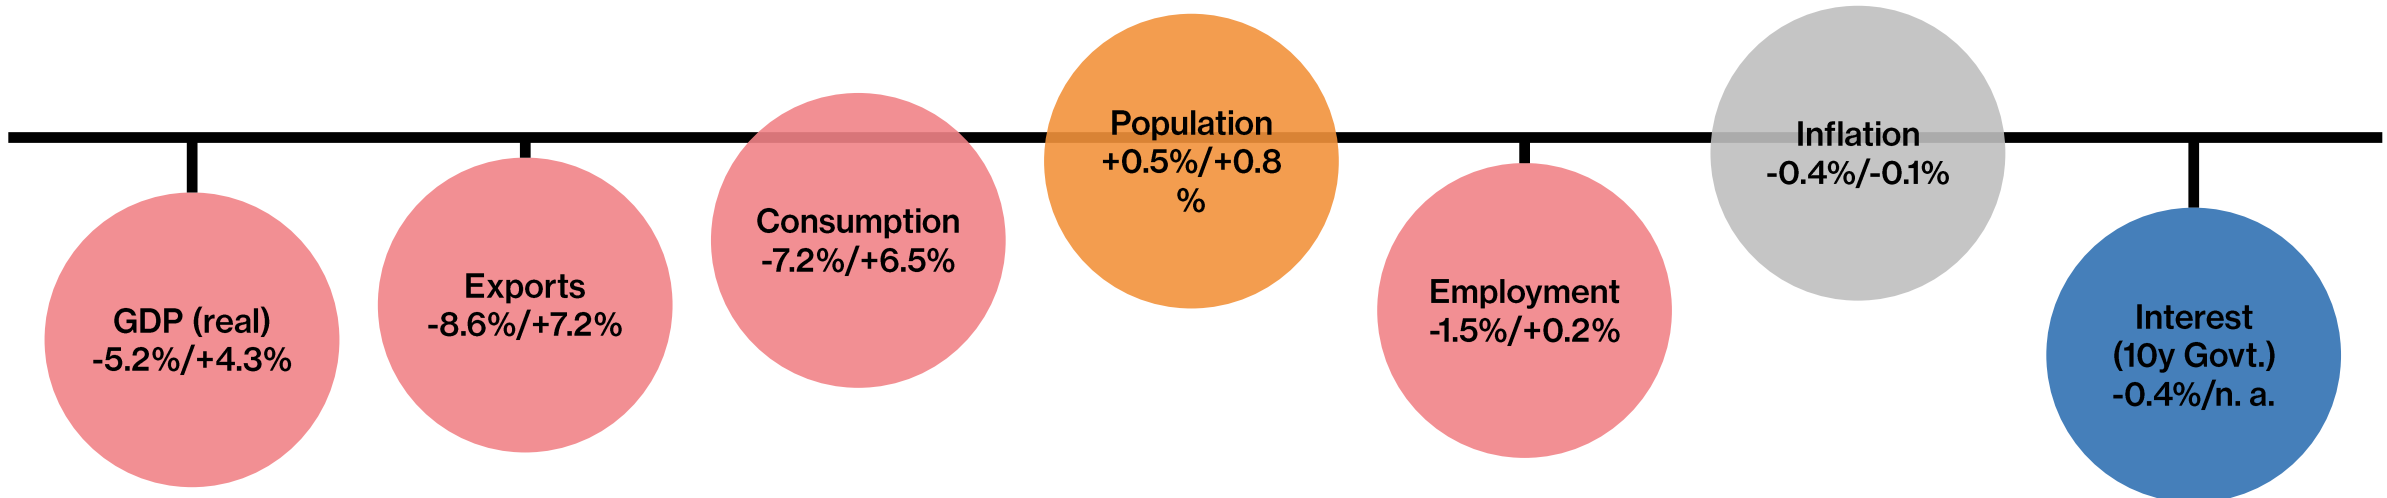 GDP (real)
-5.2%/+4.3%
Exports
-8.6%/+7.2%
Consumption
-7.2%/+6.5%
Population
+0.5%/+0.8
%
Employment
-1.5%/+0.2%
Inflation
-0.4%/-0.1%
Interest
(10y Govt.)
-0.4%/n. a.